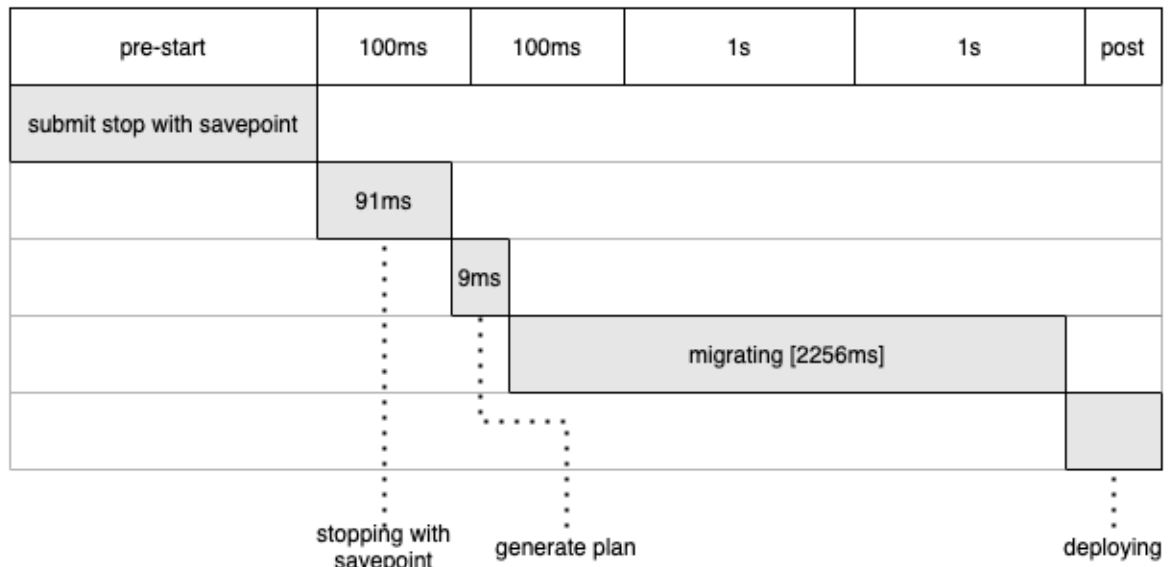 pre-start 100ms 100ms 1s 1s post
submit stop with savepoint
91ms
9ms
migrating [2256ms]
stopping with
savepoint
generate plan
deploying